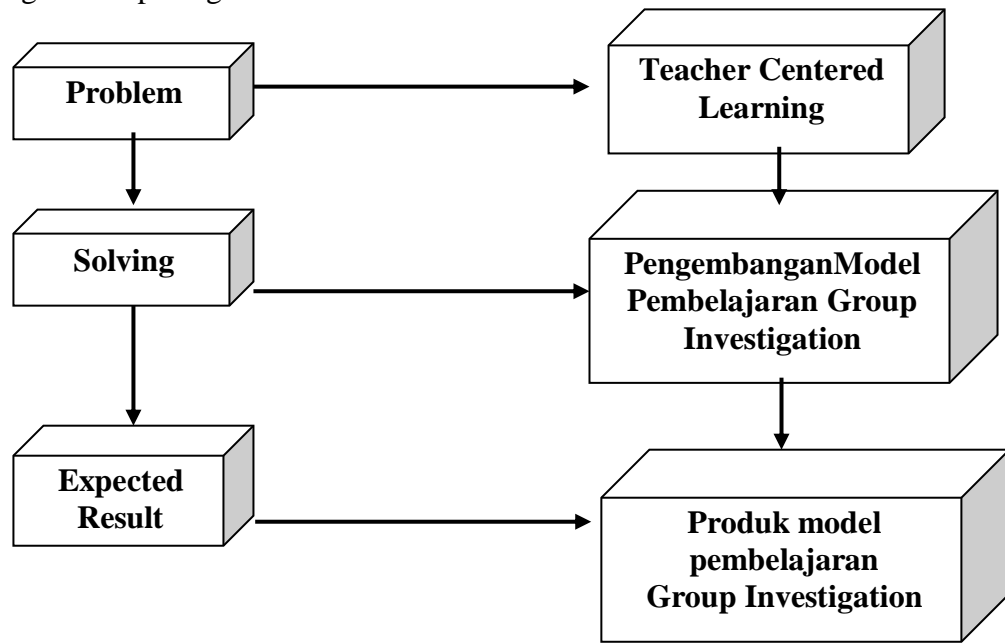 Problem
Teacher Centered
Learning
Solving
PengembanganModel
Pembelajaran Group
Investigation
Expected
Result
Produk model
pembelajaran
Group Investigation